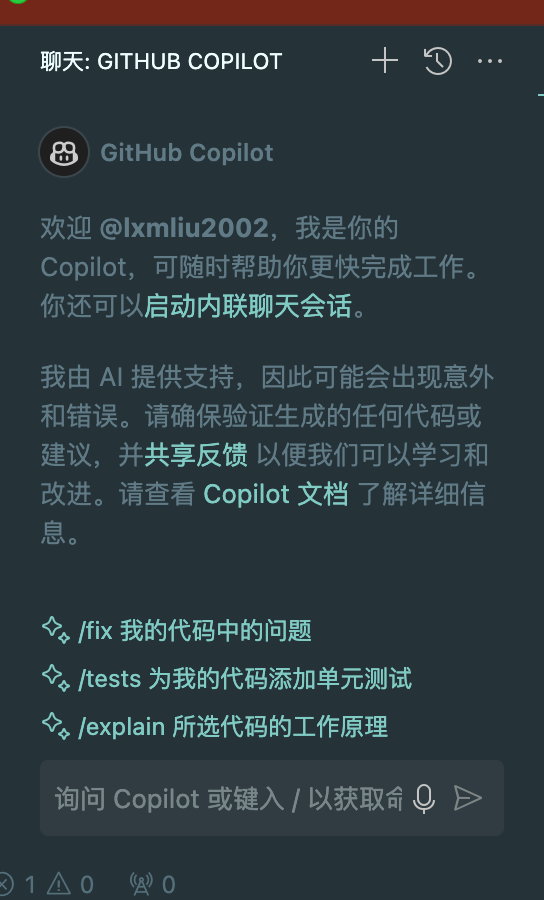 聊天: GITHUB COPILOT
GitHub Copilot
欢迎 @lxmliu2002，我是你的
Copilot，可随时帮助你更快完成工作。
你还可以启动内联聊天会话。
我由 AI 提供支持，因此可能会出现意外
和错误。请确保验证生成的任何代码或
建议，并共享反馈 以便我们可以学习和
改进。请查看 Copilot 文档 了解详细信
息。
/fix 我的代码中的问题
/tests 为我的代码添加单元测试
/explain 所选代码的工作原理
询问 Copilot 或键入 / 以获取命
1 0 0